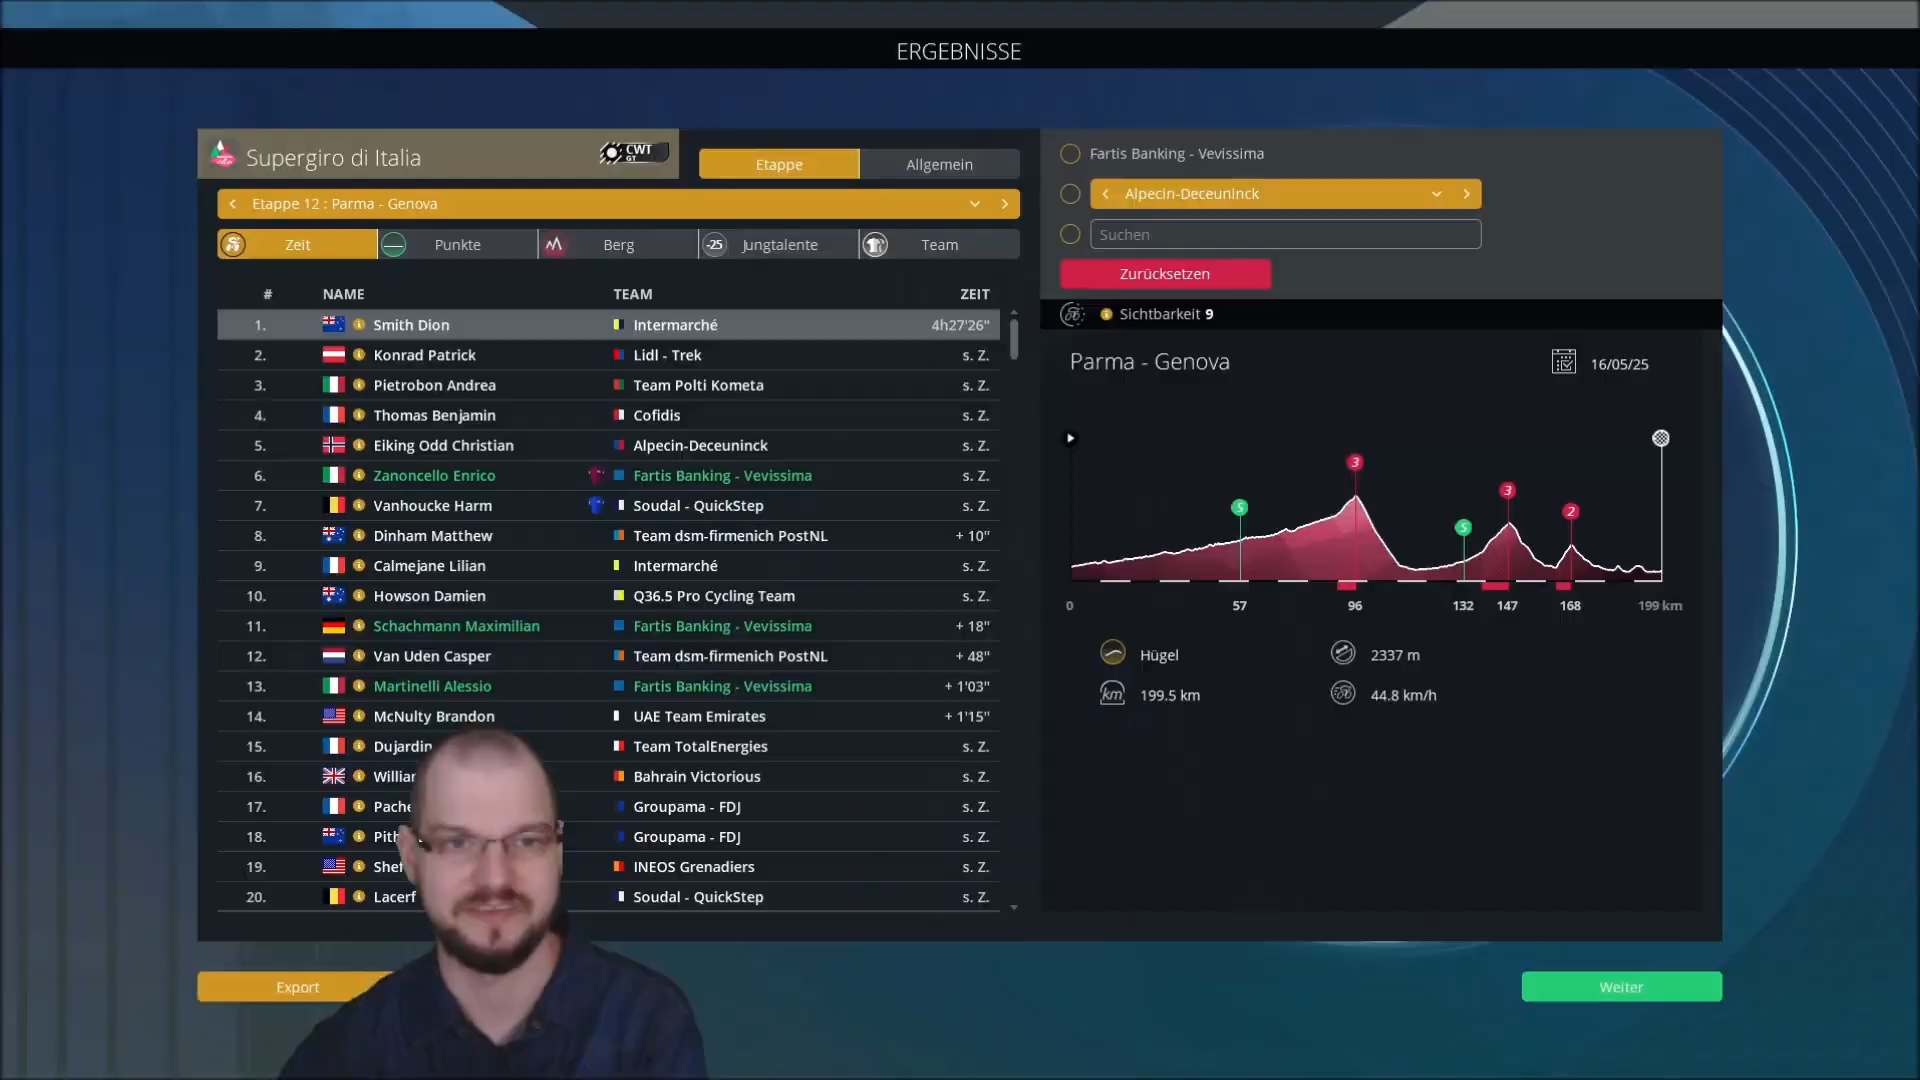 ERGEBNISSE
Supergiro di Italia
CWT
GT
Etappe
Allgemein
Etappe 12 : Parma - Genova
Zeit
Punkte
Berg
-25
Jungtalente
Team
# NAME TEAM ZEIT
1. Smith Dion Intermarché 4h27'26"
2. Konrad Patrick Lidl - Trek s. Z.
3. Pietrobon Andrea Team Polti Kometa s. Z.
4. Thomas Benjamin Cofidis s. Z.
5. Eiking Odd Christian Alpecin-Deceuninck s. Z.
6. Zanoncello Enrico Fartis Banking - Vevissima s. Z.
7. Vanhoucke Harm Soudal - QuickStep s. Z.
8. Dinham Matthew Team dsm-firmenich PostNL + 10"
9. Calmejane Lilian Intermarché s. Z.
10. Howson Damien Q36.5 Pro Cycling Team s. Z.
11. Schachmann Maximilian Fartis Banking - Vevissima + 18"
12. Van Uden Casper Team dsm-firmenich PostNL + 48"
13. Martinelli Alessio Fartis Banking - Vevissima + 1'03"
14. McNulty Brandon UAE Team Emirates + 1'15"
15. Dujardin Team TotalEnergies s. Z.
16. Bahrain Victorious s. Z.
17. Groupama - FDJ s. Z.
18. Groupama - FDJ s. Z.
19. INEOS Grenadiers s. Z.
20. Soudal - QuickStep s. Z.
Export
Fartis Banking - Vevissima
Alpecin-Deceuninck
Suchen
Zurücksetzen
Sichtbarkeit 9
Parma - Genova
16/05/25
3
S
3
S
2
0 57 96 132 147 168 199 km
Hügel
2337 m
km
199.5 km
44.8 km/h
Weiter